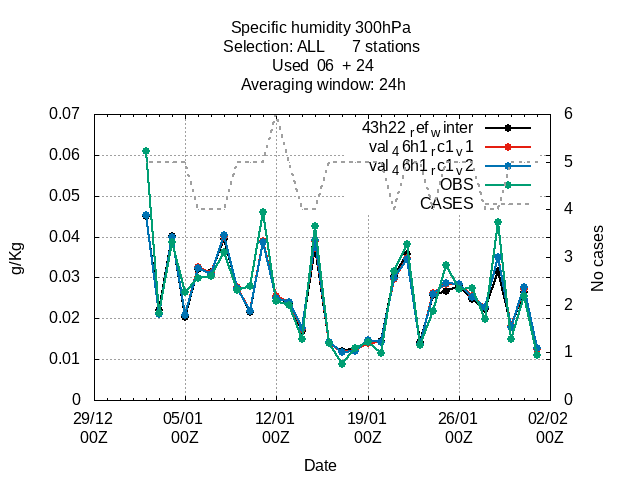 Specific humidity 300hPa
Selection: ALL 7 stations
Used 06 + 24
Averaging window: 24h
0.07
0.06
0.05
0.04
0.03
0.02
0.01
0
6
5
4
3
2
1
0
g/Kg
No cases
43h22refwinter
val46h1rc1v1
val46h1rc1v2
OBS
CASES
29/12 05/01 12/01 19/01 26/01 02/02
00Z 00Z 00Z 00Z 00Z 00Z
Date